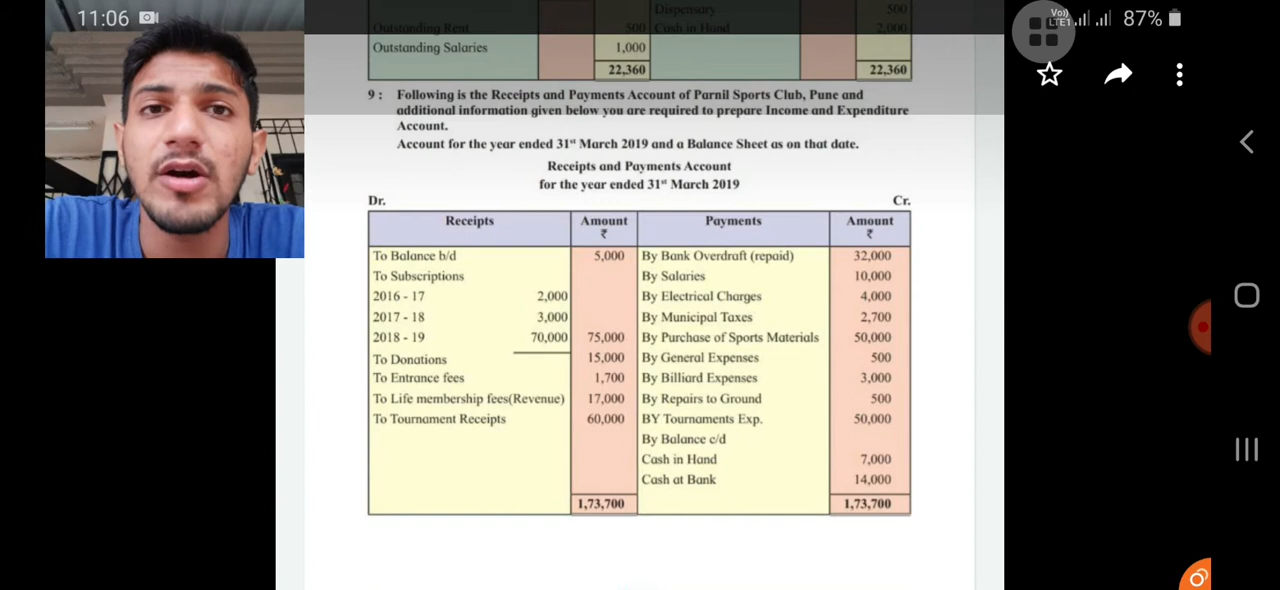 11:06
Vo)) LTE1 87%
Dispensary 500
Outstanding Rent 500 Cash in Hand 2,000
Outstanding Salaries 1,000
22,360 22,360
9 : Following is the Receipts and Payments Account of Parnil Sports Club, Pune and
additional information given below you are required to prepare Income and Expenditure
Account.
Account for the year ended 31st March 2019 and a Balance Sheet as on that date.
Receipts and Payments Account
for the year ended 31st March 2019
Dr. Cr.
Receipts Amount ₹ Payments Amount ₹
To Balance b/d 5,000 By Bank Overdraft (repaid) 32,000
To Subscriptions By Salaries 10,000
2016 - 17 2,000 By Electrical Charges 4,000
2017 - 18 3,000 By Municipal Taxes 2,700
2018 - 19 70,000 75,000 By Purchase of Sports Materials 50,000
To Donations 15,000 By General Expenses 500
To Entrance fees 1,700 By Billiard Expenses 3,000
To Life membership fees(Revenue) 17,000 By Repairs to Ground 500
To Tournament Receipts 60,000 BY Tournaments Exp. 50,000
By Balance c/d
Cash in Hand 7,000
Cash at Bank 14,000
1,73,700 1,73,700